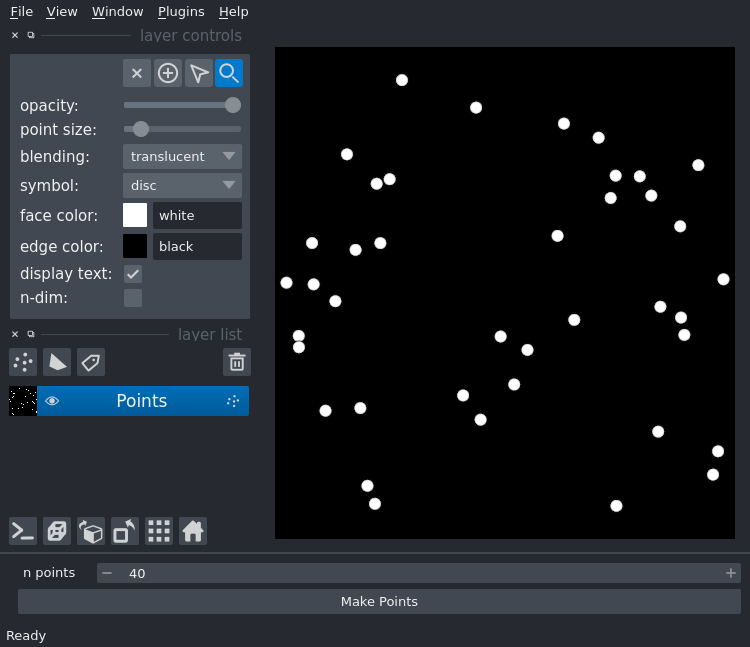 File View Window Plugins Help
layer controls
opacity:
point size:
blending: translucent
symbol: disc
face color: white
edge color: black
display text:
n-dim:
layer list
Points
n points 40
Make Points
Ready